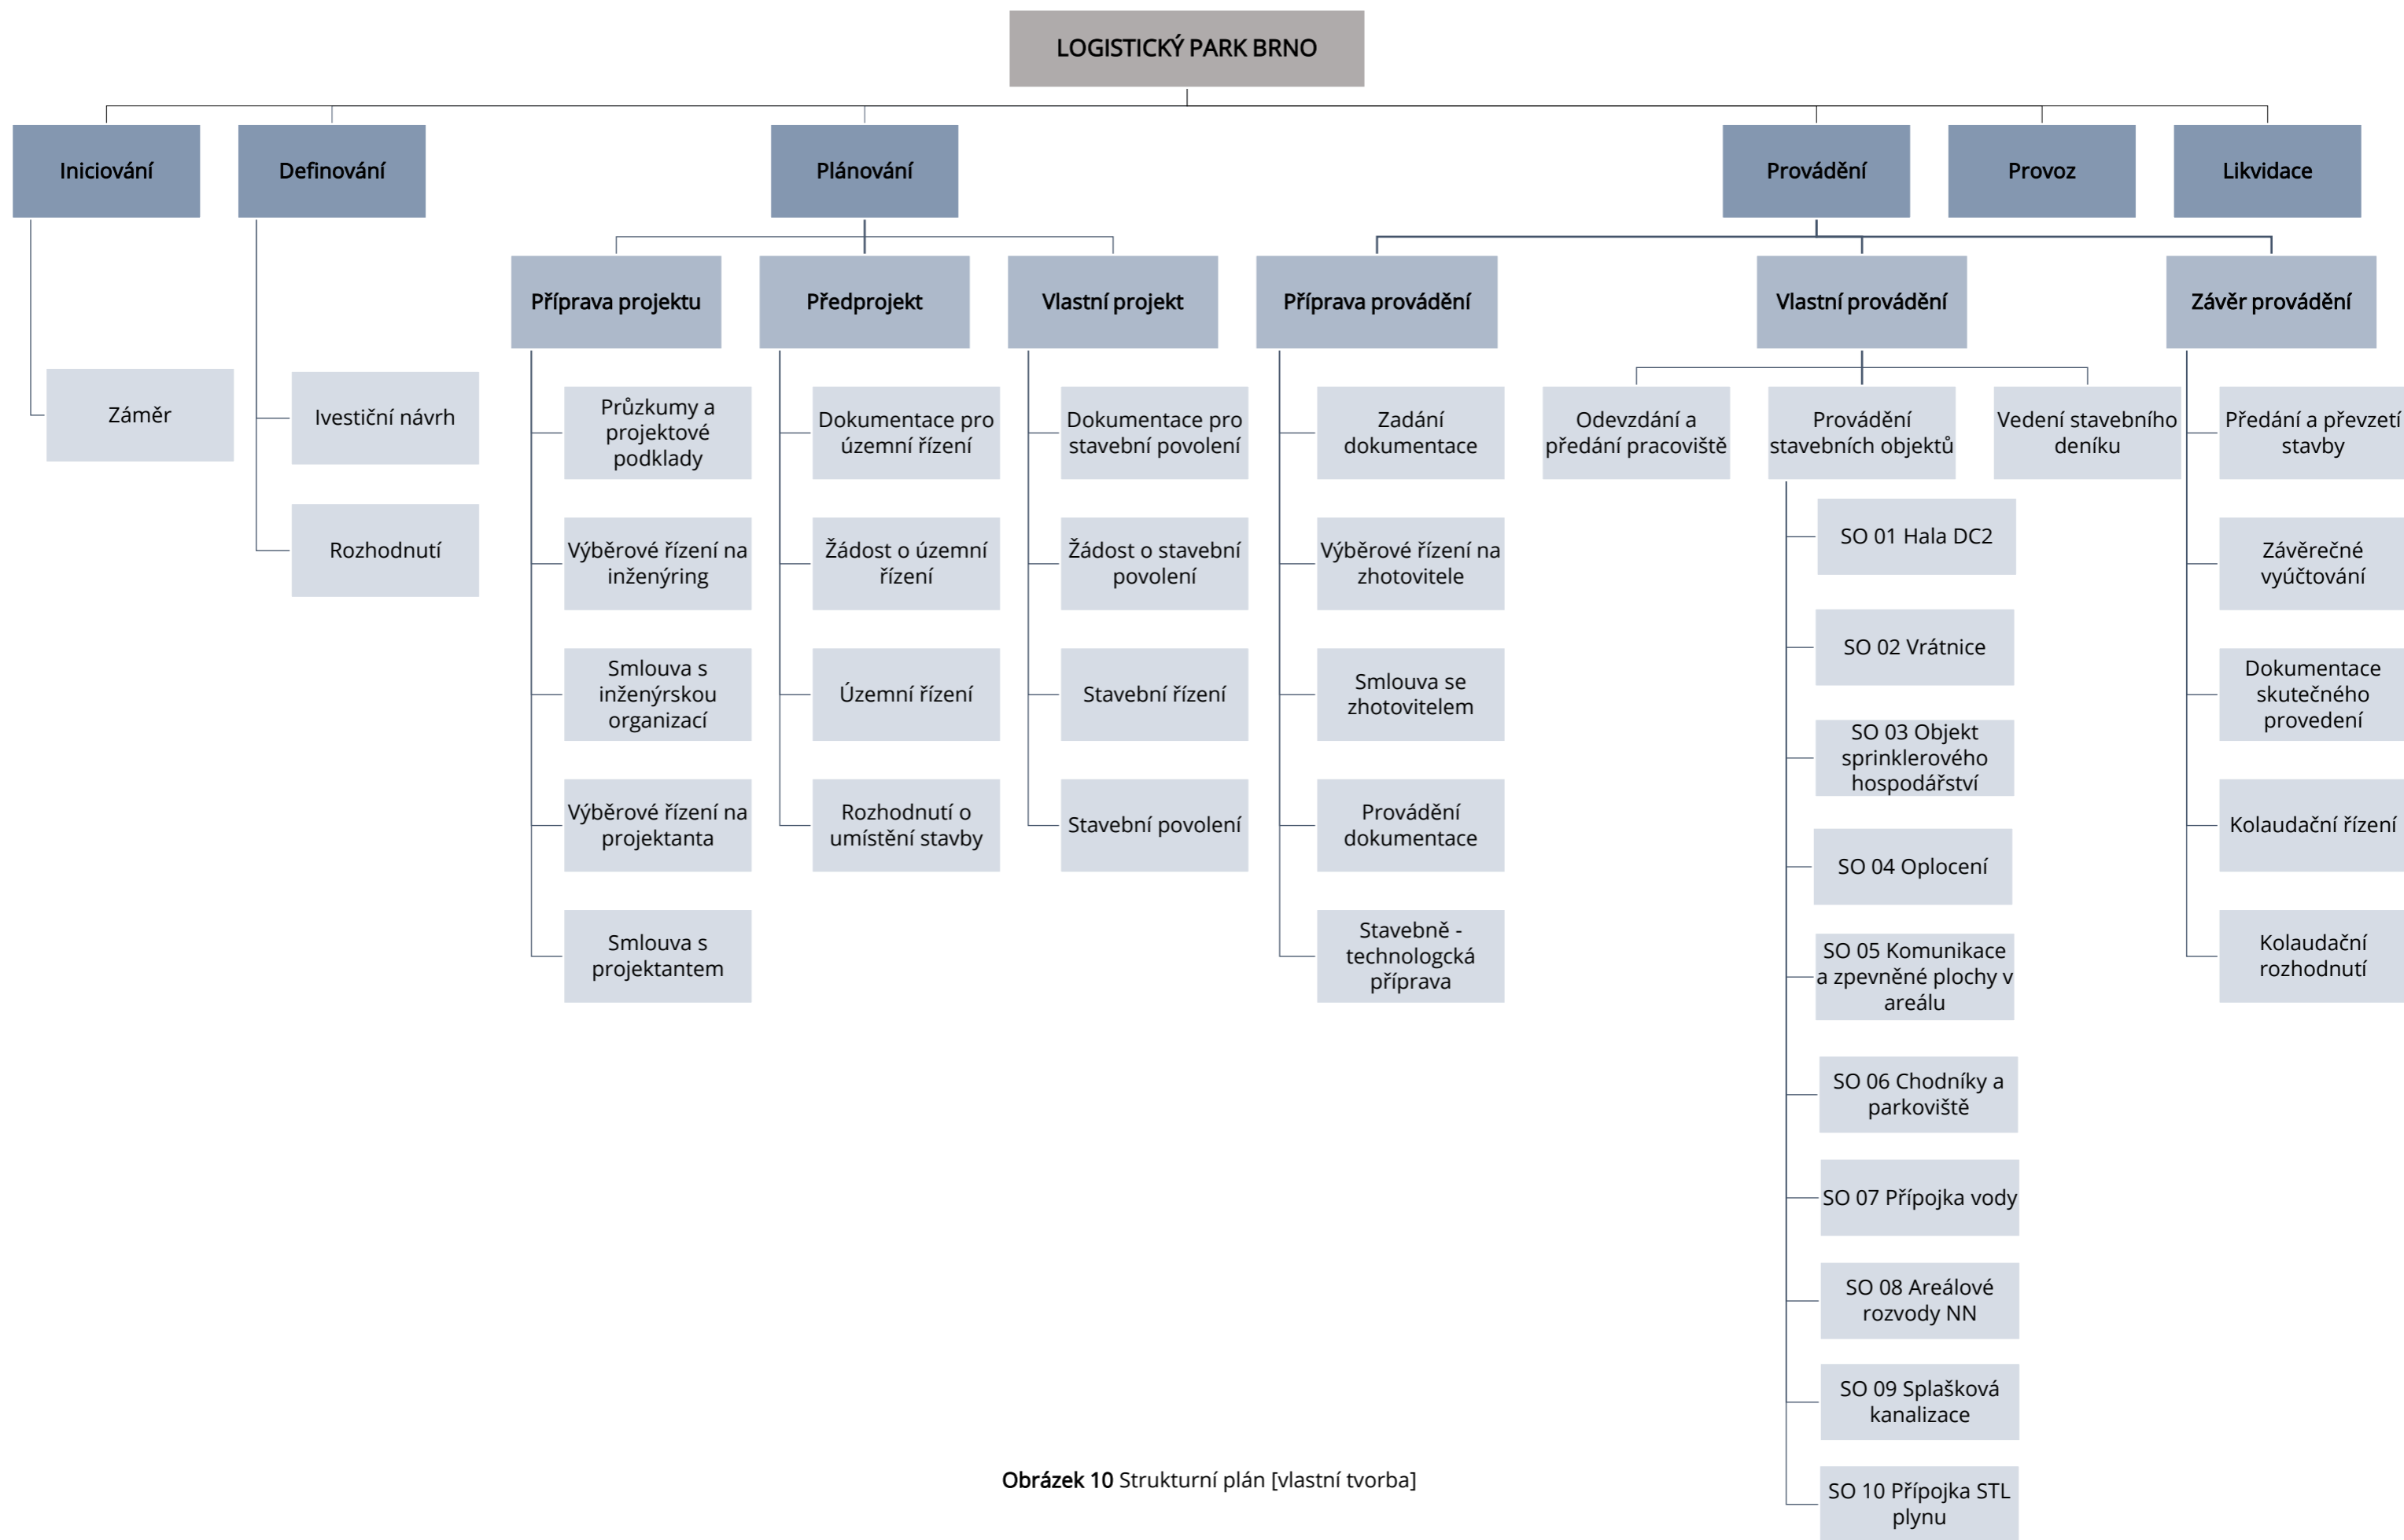 LOGISTICKÝ PARK BRNO
Iniciování
Definování
Plánování
Provádění
Provoz
Likvidace
Příprava projektu
Předprojekt
Vlastní projekt
Příprava provádění
Vlastní provádění
Závěr provádění
Záměr
Ivestiční návrh
Rozhodnutí
Průzkumy a
projektové
podklady
Výběrové řízení na
inženýring
Smlouva s
inženýrskou
organizací
Výběrové řízení na
projektanta
Smlouva s
projektantem
Dokumentace pro
územní řízení
Žádost o územní
řízení
Územní řízení
Rozhodnutí o
umístění stavby
Dokumentace pro
stavební povolení
Žádost o stavební
povolení
Stavební řízení
Stavební povolení
Zadání
dokumentace
Výběrové řízení na
zhotovitele
Smlouva se
zhotovitelem
Provádění
dokumentace
Stavebně -
technologcká
příprava
Odevzdání a
předání pracoviště
Provádění
stavebních objektů
Vedení stavebního
deníku
SO 01 Hala DC2
SO 02 Vrátnice
SO 03 Objekt
sprinklerového
hospodářství
SO 04 Oplocení
SO 05 Komunikace
a zpevněné plochy v
areálu
SO 06 Chodníky a
parkoviště
SO 07 Přípojka vody
SO 08 Areálové
rozvody NN
SO 09 Splašková
kanalizace
SO 10 Přípojka STL
plynu
Předání a převzetí
stavby
Závěrečné
vyúčtování
Dokumentace
skutečného
provedení
Kolaudační řízení
Kolaudační
rozhodnutí
Obrázek 10 Strukturní plán [vlastní tvorba]